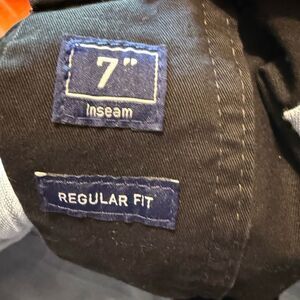 7"
Inseam
REGULAR FIT